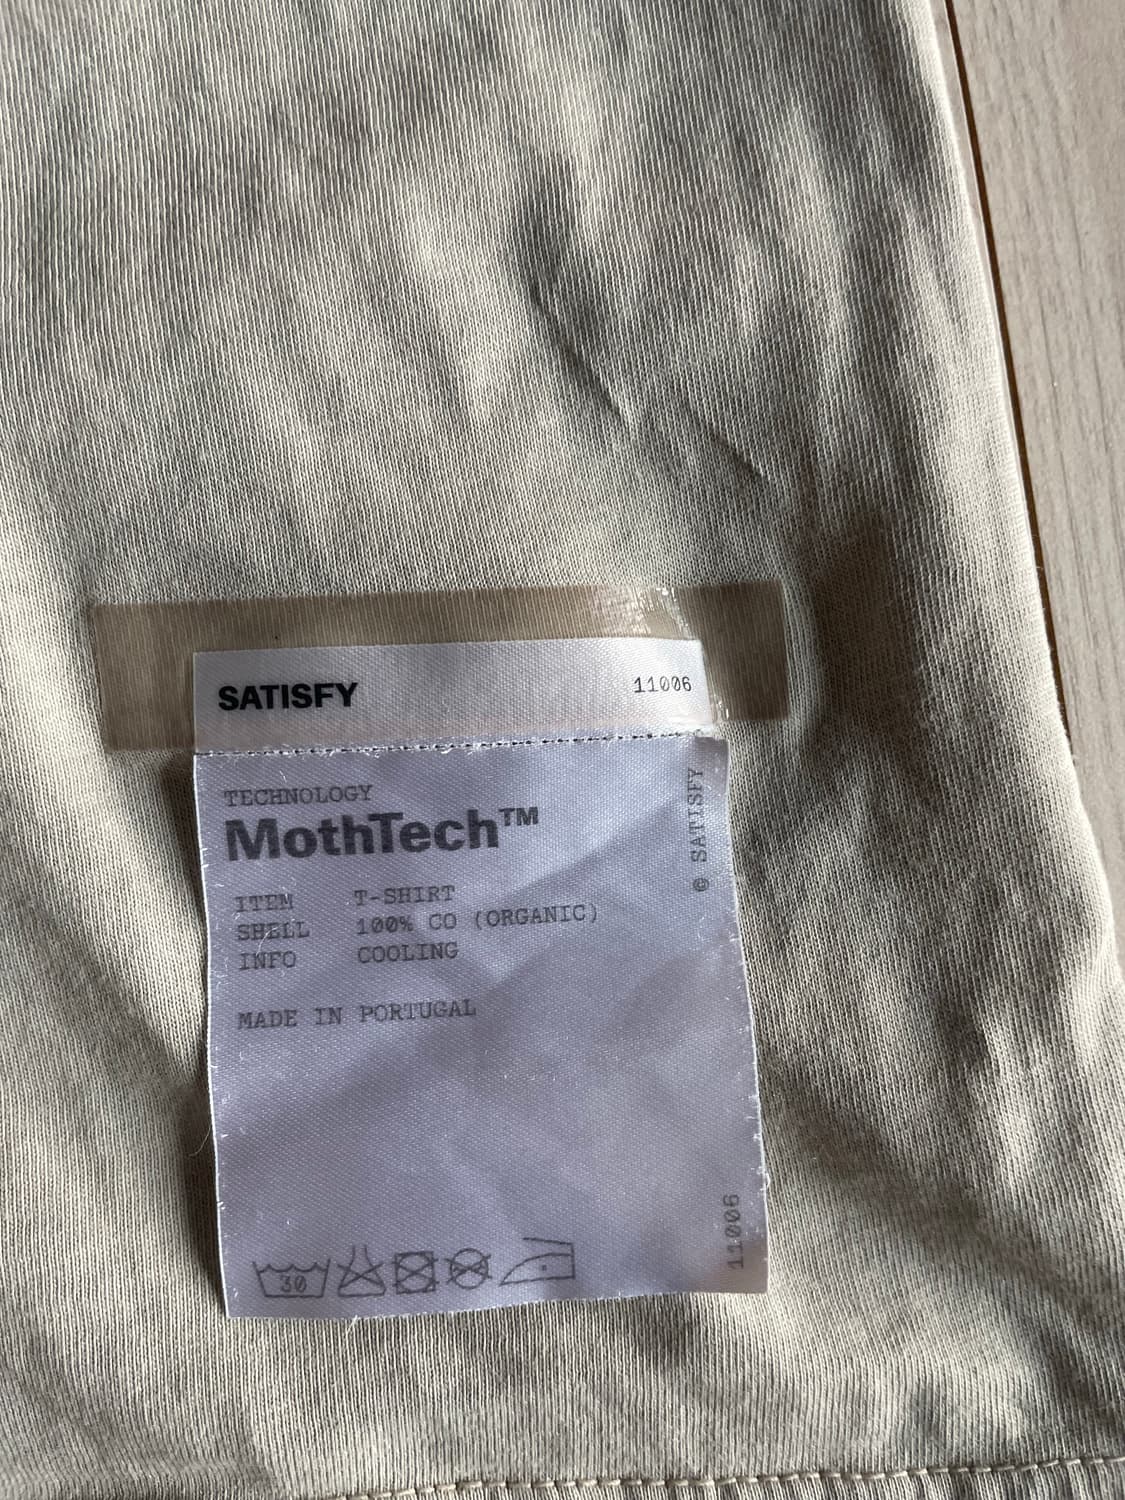 SATISFY 11006
TECHNOLOGY
MothTech™
ITEM T-SHIRT
SHELL 100% CO (ORGANIC)
INFO COOLING
MADE IN PORTUGAL
© SATISFY
11006
30